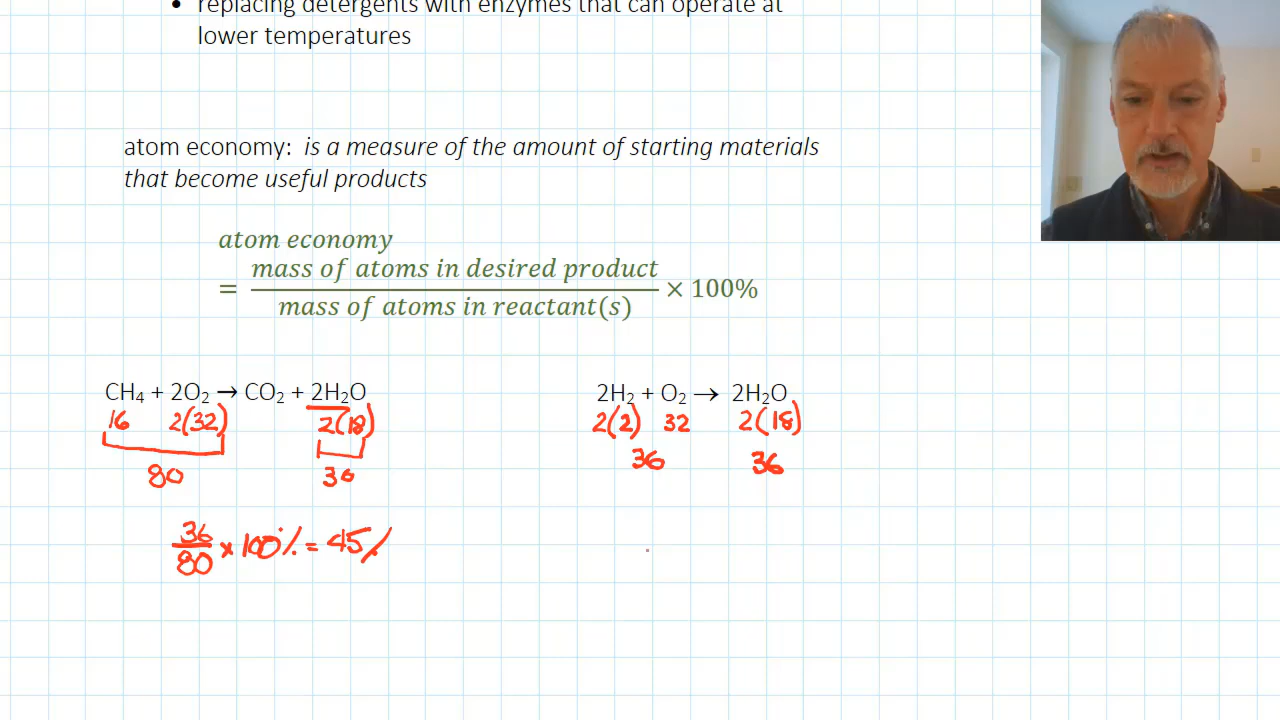 replacing detergents with enzymes that can operate at
lower temperatures
atom economy: is a measure of the amount of starting materials
that become useful products
atom economy
= mass of atoms in desired product / mass of atoms in reactant(s) × 100%
CH₄ + 2O₂ → CO₂ + 2H₂O
16 2(32) 2(18)
80 36
36/80 × 100% = 45%
2H₂ + O₂ → 2H₂O
2(2) 32 2(18)
36 36